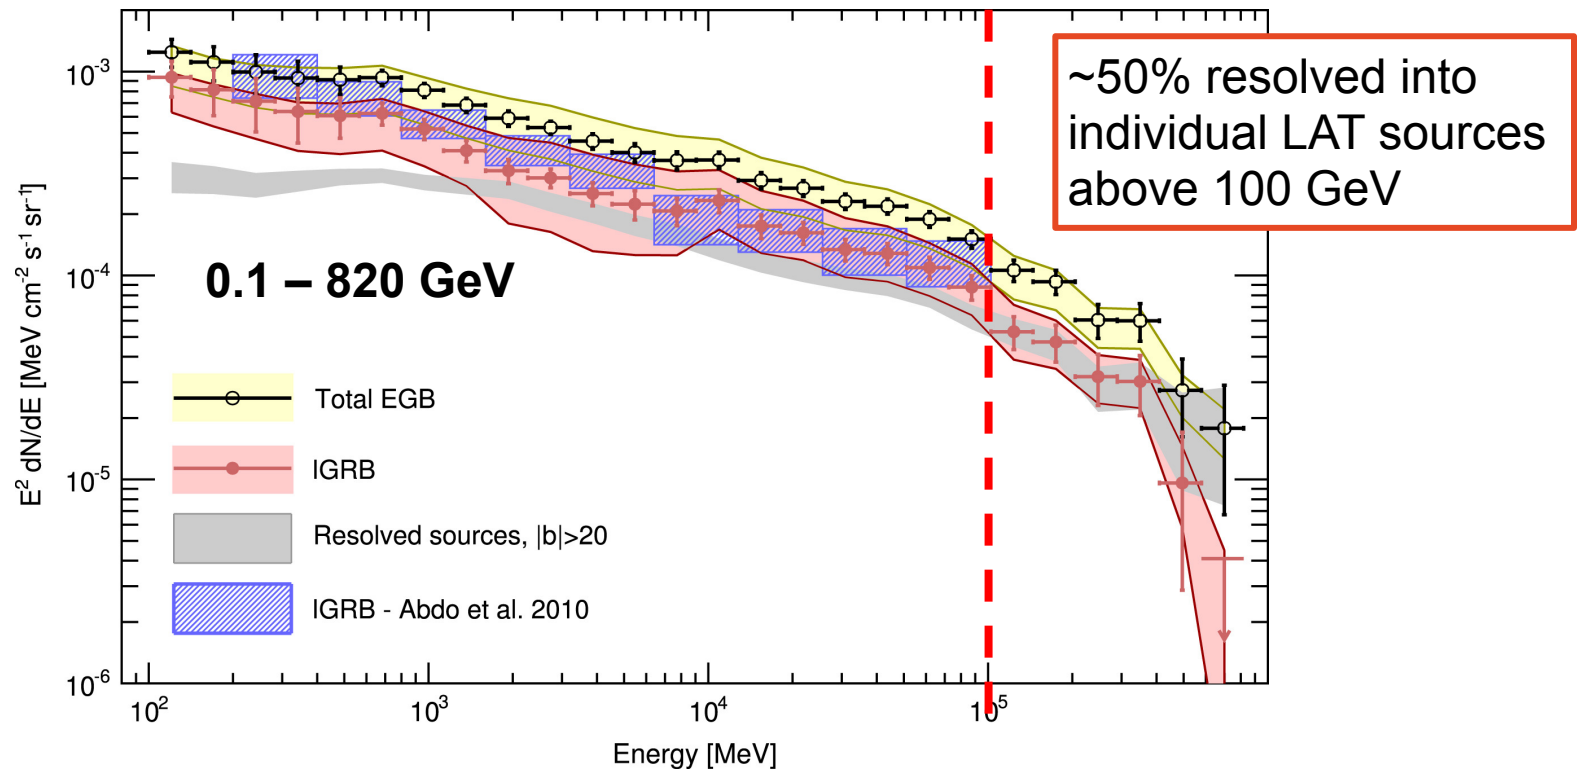 ~50% resolved into
individual LAT sources
above 100 GeV
E² dN/dE [MeV cm⁻² s⁻¹ sr⁻¹]
10⁻³
10⁻⁴
10⁻⁵
10⁻⁶
0.1 – 820 GeV
Total EGB
IGRB
Resolved sources, |b|>20
IGRB - Abdo et al. 2010
10² 10³ 10⁴ 10⁵
Energy [MeV]